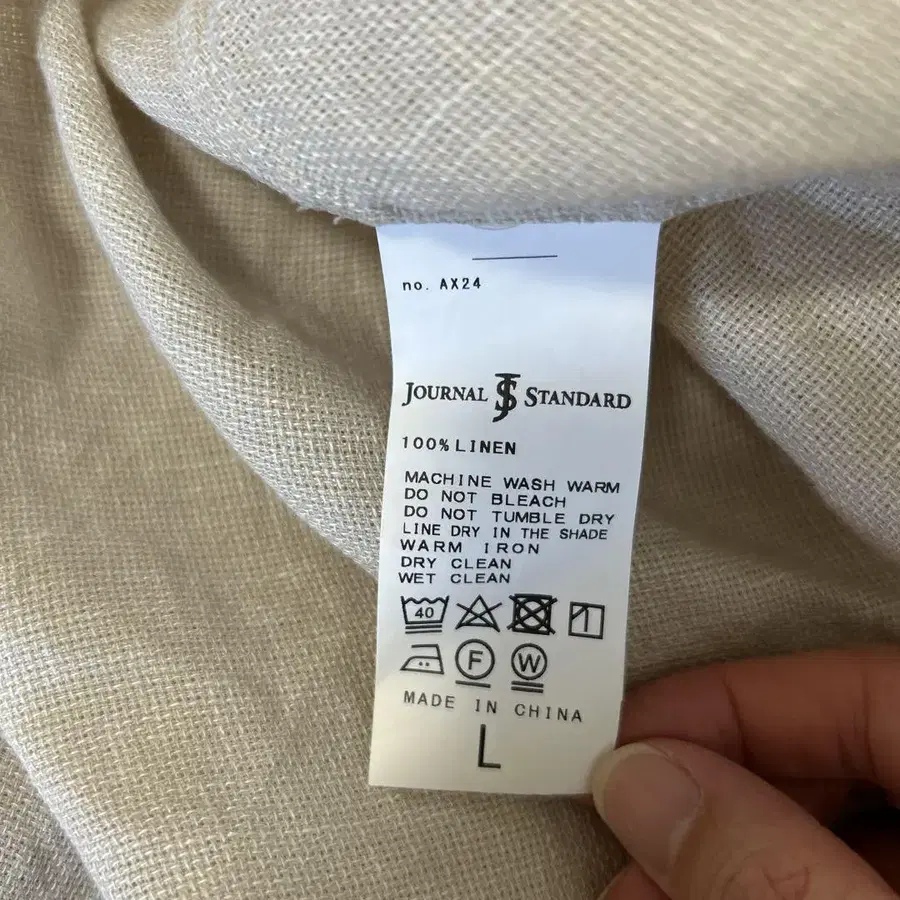 no. AX24
JOURNAL JS STANDARD
100% LINEN
MACHINE WASH WARM
DO NOT BLEACH
DO NOT TUMBLE DRY
LINE DRY IN THE SHADE
WARM IRON
DRY CLEAN
WET CLEAN
40
F W
MADE IN CHINA
L